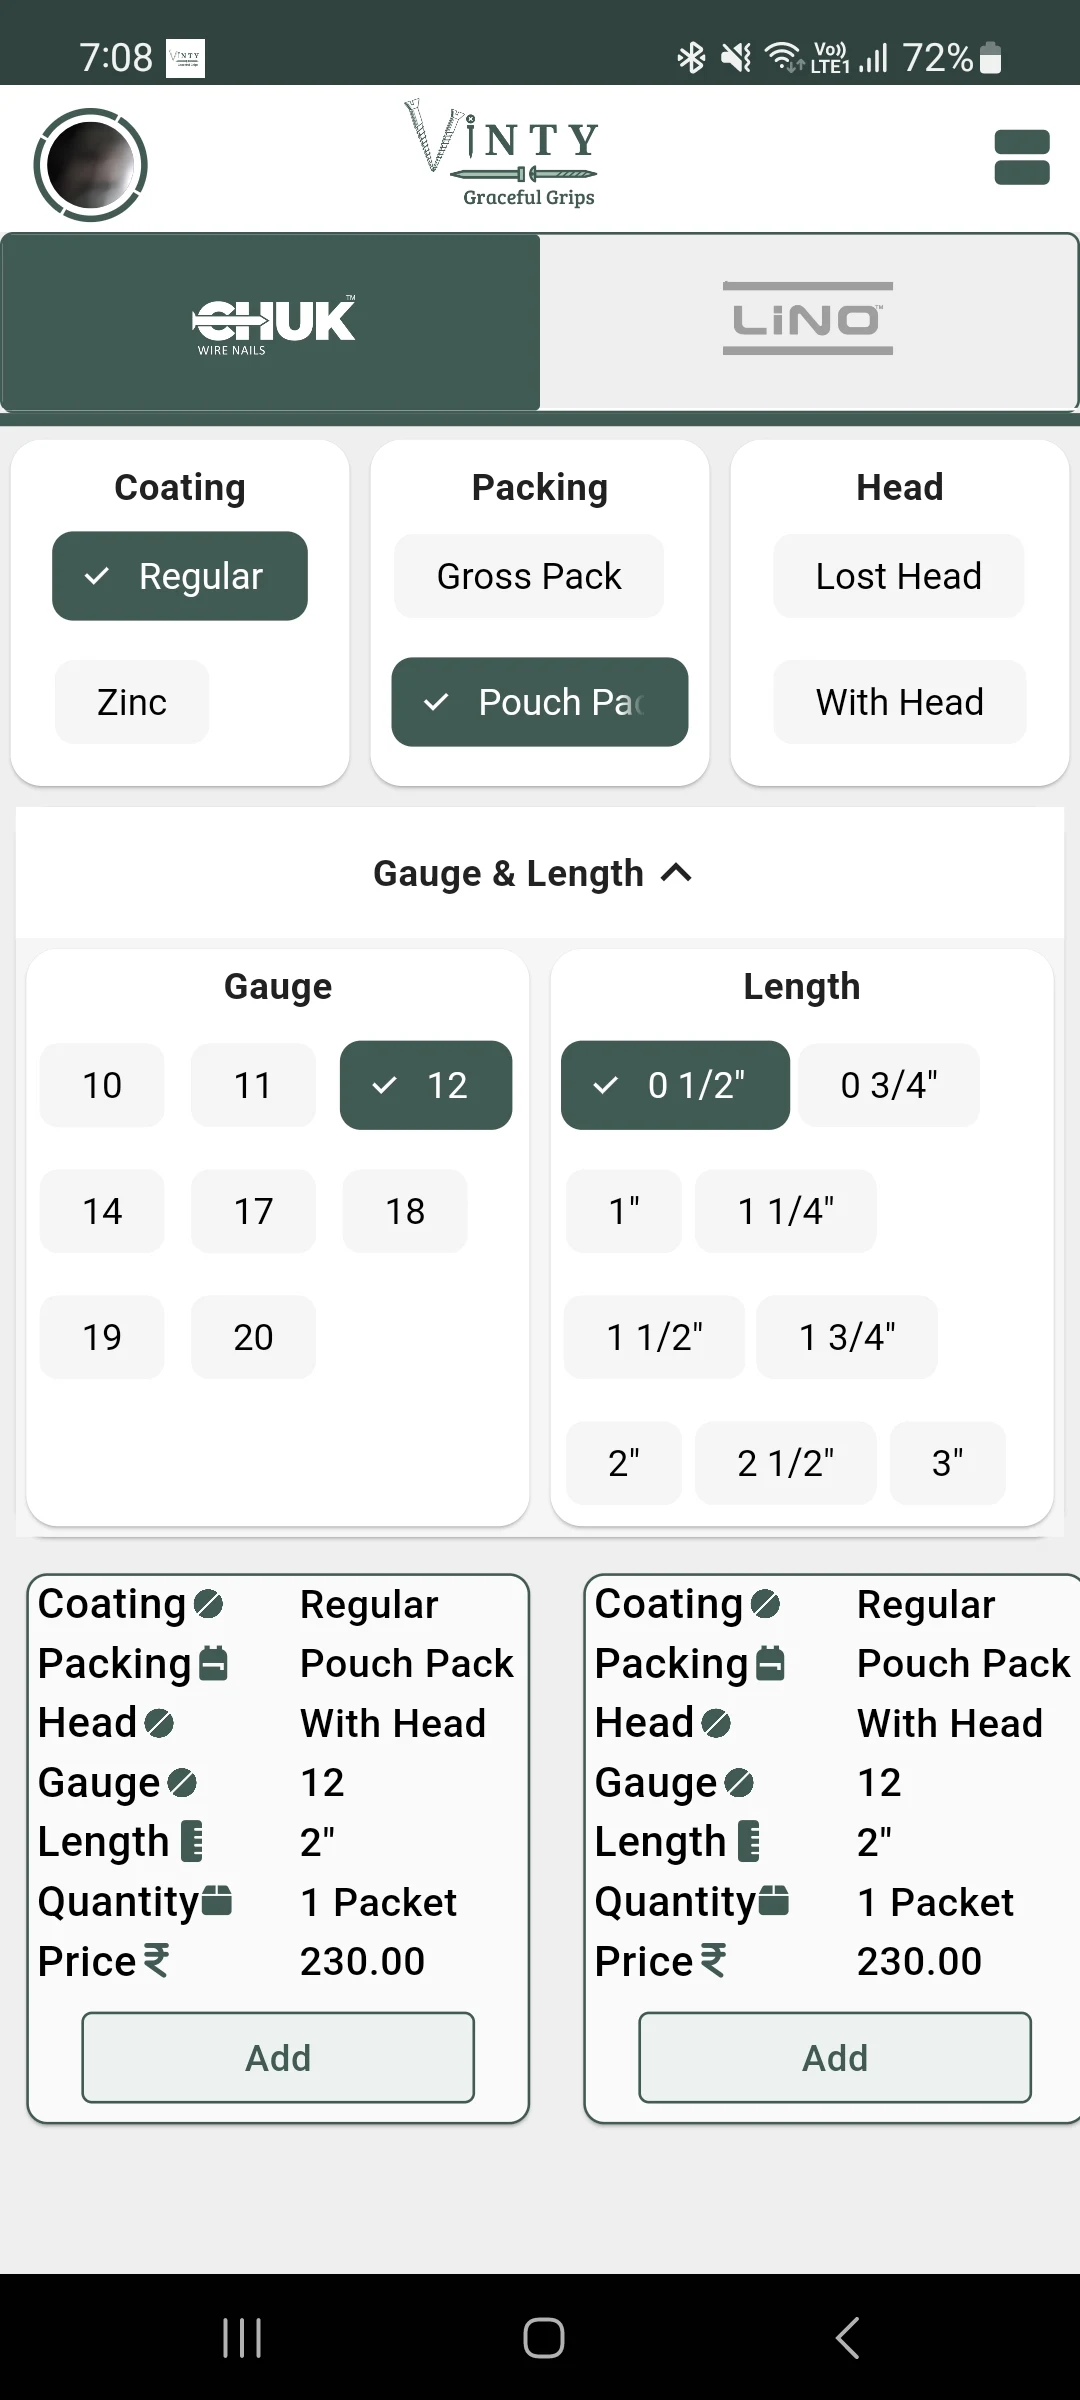 7:08 VINTY Vo)) LTE1 72%
ViNTY
Graceful Grips
CHUK™ LiNO™
WIRE NAILS
Coating Packing Head
Regular Gross Pack Lost Head
Zinc Pouch Pac With Head
Gauge & Length
Gauge Length
10 11 12 0 1/2" 0 3/4"
14 17 18 1" 1 1/4"
19 20 1 1/2" 1 3/4"
2" 2 1/2" 3"
Coating Regular Coating Regular
Packing Pouch Pack Packing Pouch Pack
Head With Head Head With Head
Gauge 12 Gauge 12
Length 2" Length 2"
Quantity 1 Packet Quantity 1 Packet
Price ₹ 230.00 Price ₹ 230.00
Add Add